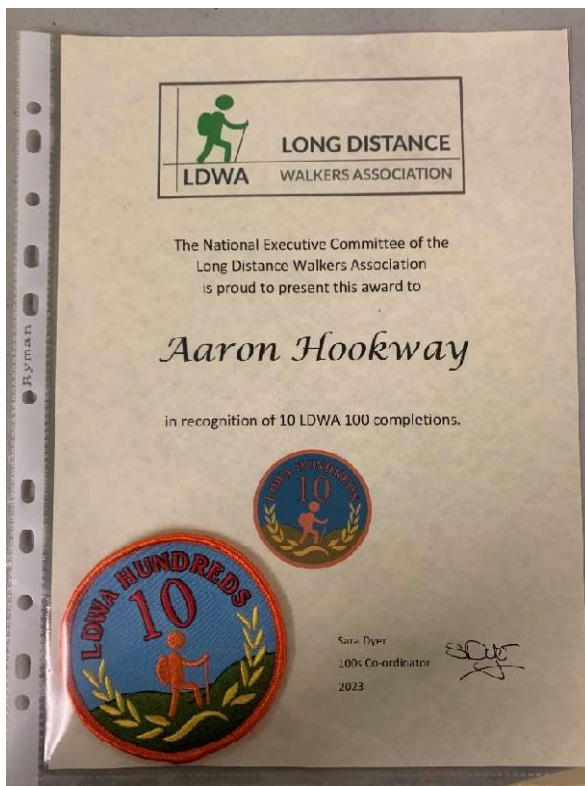 LONG DISTANCE
LDWA WALKERS ASSOCIATION
The National Executive Committee of the
Long Distance Walkers Association
is proud to present this award to
Aaron Hookway
in recognition of 10 LDWA 100 completions.
LDWA HUNDREDS
10
LDWA HUNDREDS
10
Sara Dyer
100s Co-ordinator
2023
Ryman